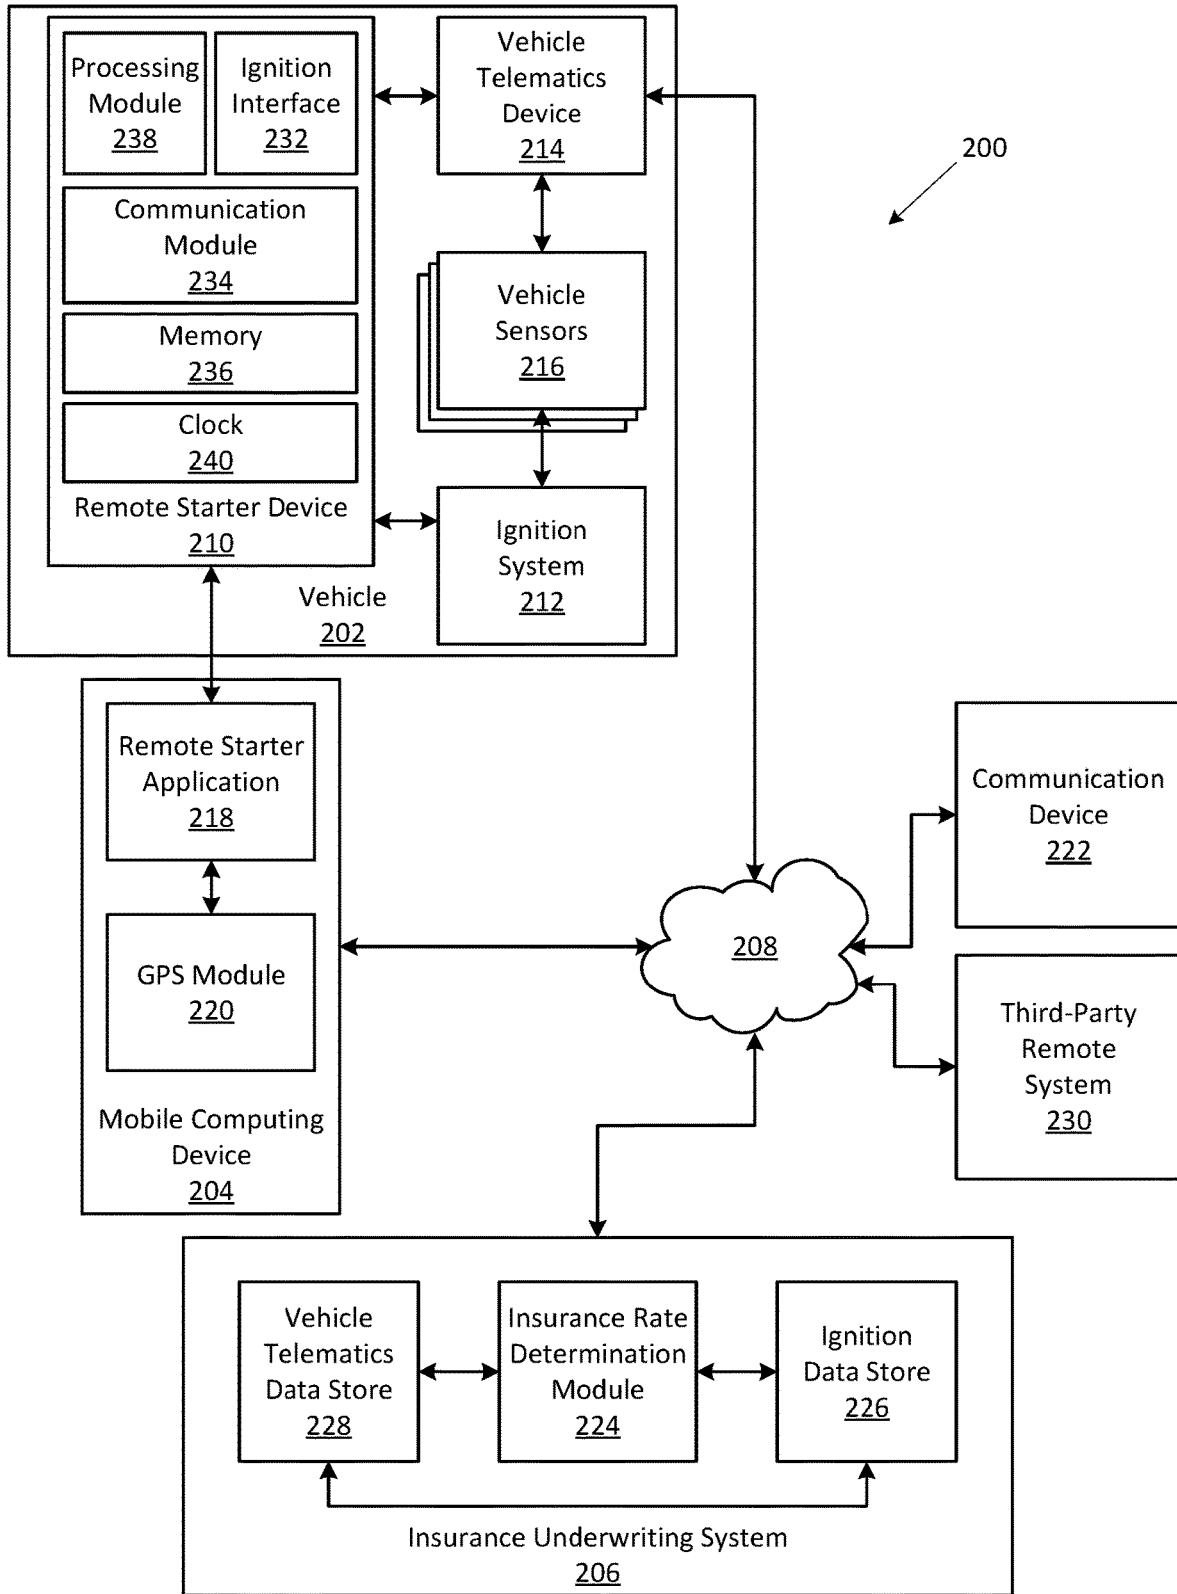 Processing
Module
238
Ignition
Interface
232
Communication
Module
234
Memory
236
Clock
240
Remote Starter Device
210
Vehicle
Telematics
Device
214
Vehicle
Sensors
216
Ignition
System
212
Vehicle
202
200
Remote Starter
Application
218
GPS Module
220
Mobile Computing
Device
204
208
Communication
Device
222
Third-Party
Remote
System
230
Vehicle
Telematics
Data Store
228
Insurance Rate
Determination
Module
224
Ignition
Data Store
226
Insurance Underwriting System
206